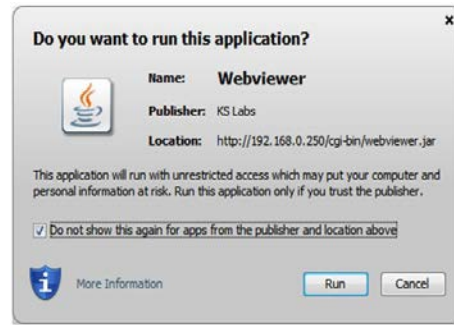 x
Do you want to run this application?
Name: Webviewer
Publisher: KS Labs
Location: http://192.168.0.250/cgi-bin/webviewer.jar
This application will run with unrestricted access which may put your computer and
personal information at risk. Run this application only if you trust the publisher.
Do not show this again for apps from the publisher and location above
More Information
Run
Cancel